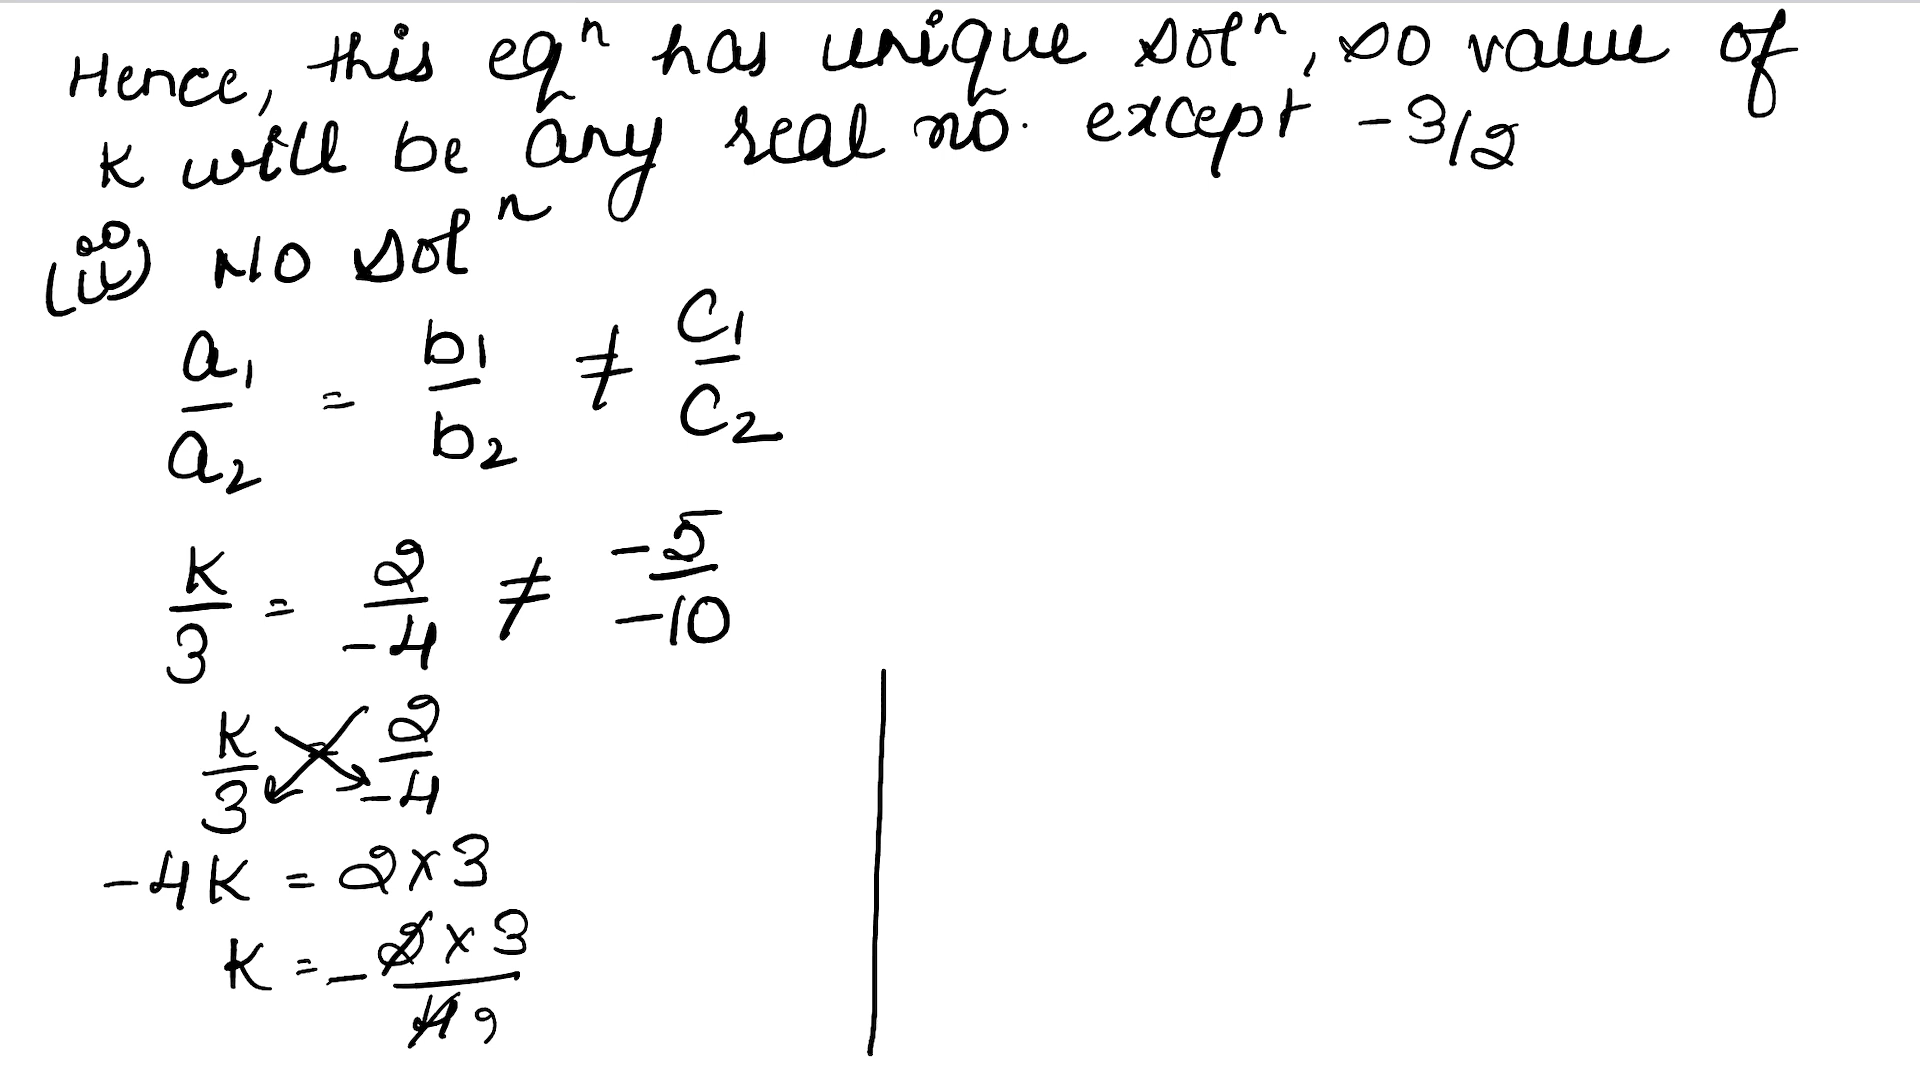 Hence, this eqⁿ has unique solⁿ, so value of
K will be any real no. except -3/2
(ii) No solⁿ
a₁/a₂ = b₁/b₂ ≠ c₁/c₂
K/3 = 2/-4 ≠ -5/-10
K/3 = 2/-4
-4K = 2×3
K = -2×3/4 2